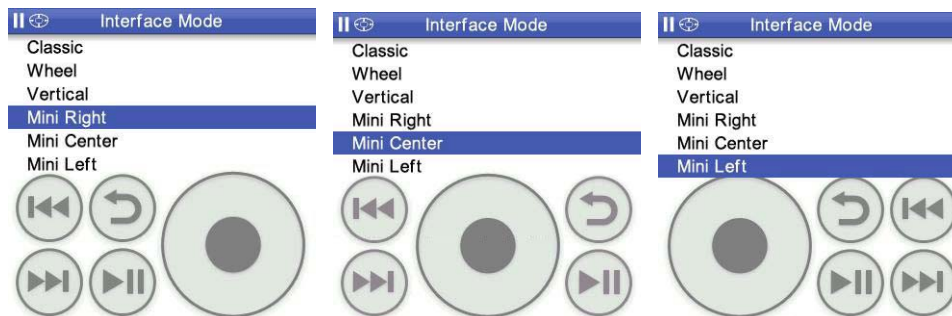 Interface Mode
Classic
Wheel
Vertical
Mini Right
Mini Center
Mini Left
Interface Mode
Classic
Wheel
Vertical
Mini Right
Mini Center
Mini Left
Interface Mode
Classic
Wheel
Vertical
Mini Right
Mini Center
Mini Left